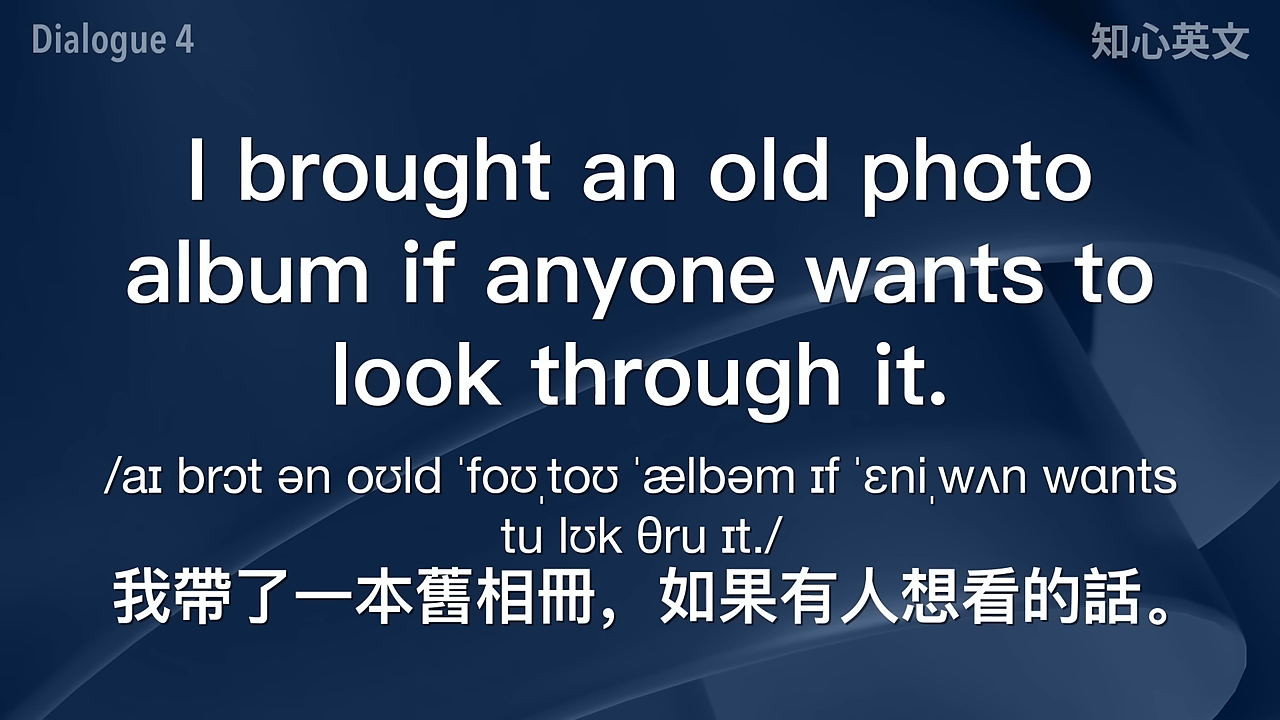 Dialogue 4
知心英文
I brought an old photo
album if anyone wants to
look through it.
/aɪ brɔt ən oʊld ˈfoʊˌtoʊ ˈælbəm ɪf ˈɛniˌwʌn wɑnts
tu lʊk θru ɪt./
我帶了一本舊相冊，如果有人想看的話。